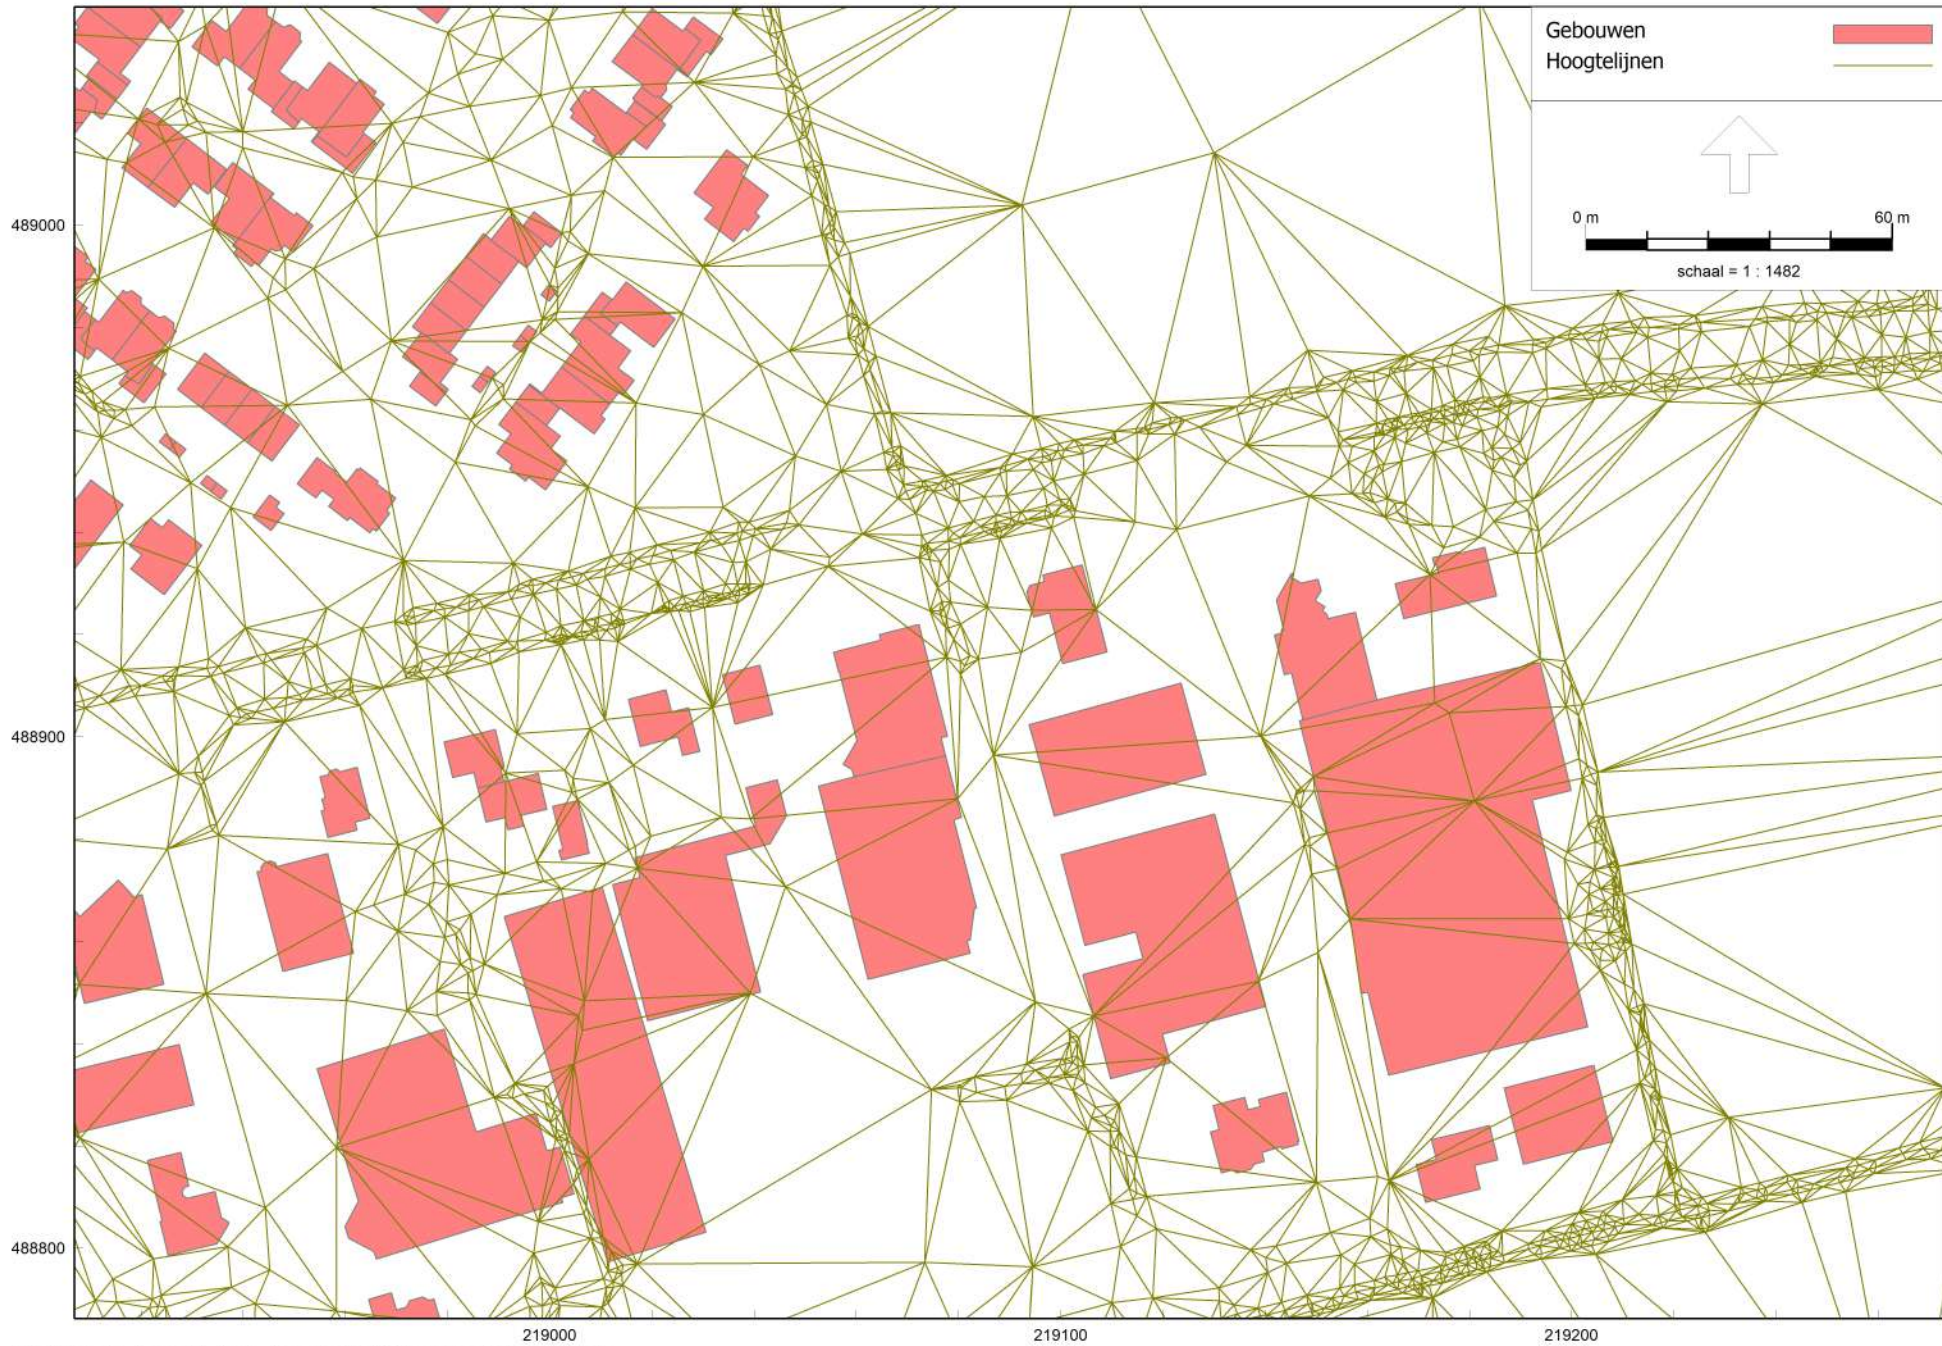 Gebouwen
Hoogtelijnen
0 m 60 m
schaal = 1 : 1482
489000
488900
488800
219000 219100 219200